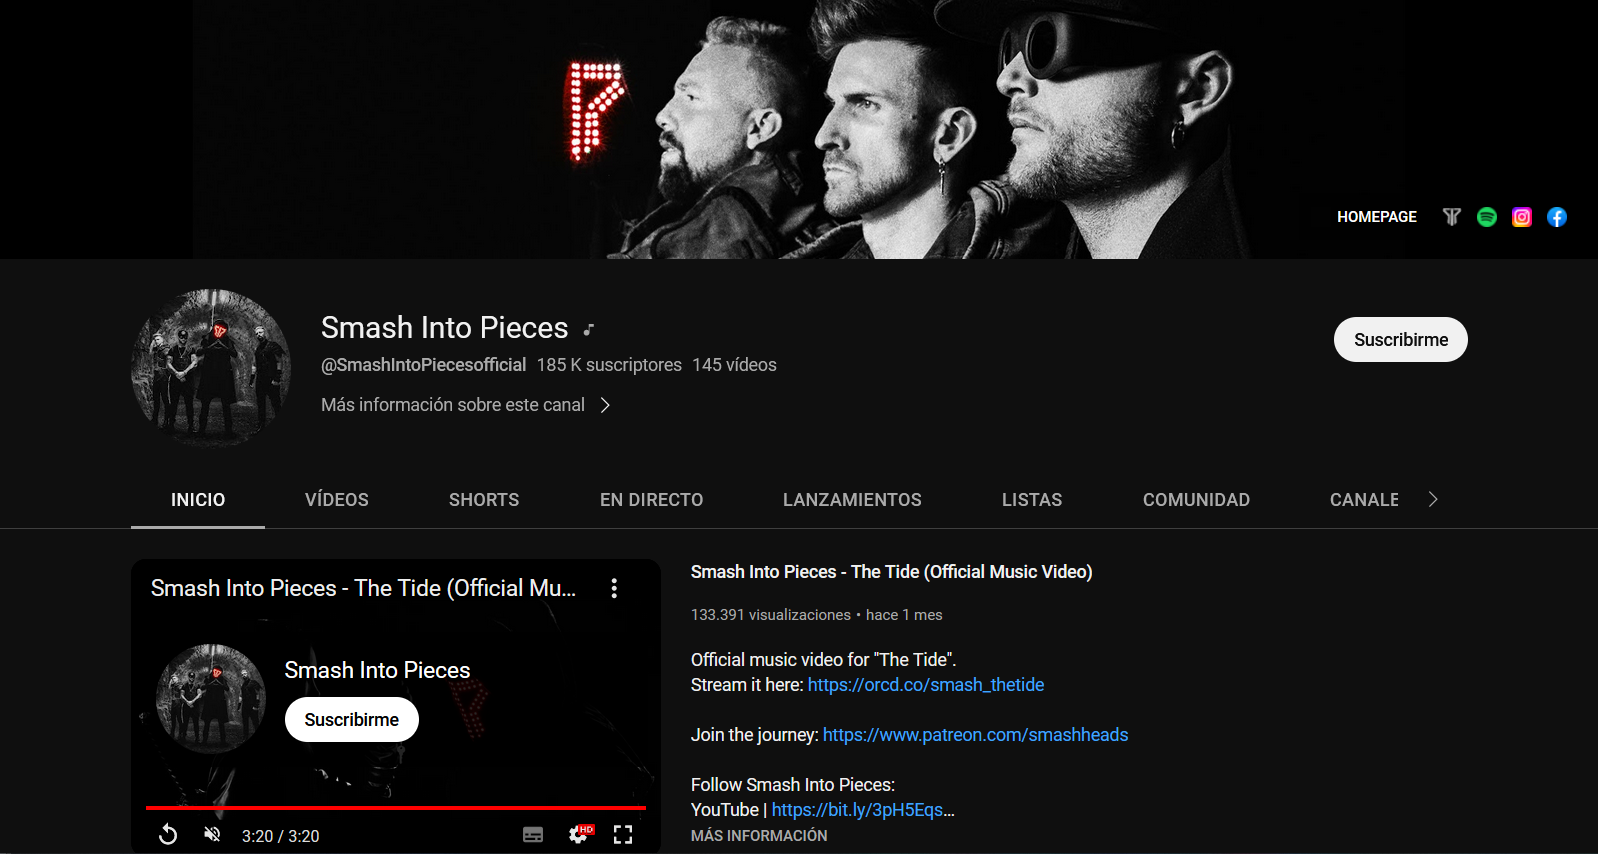 HOMEPAGE
Smash Into Pieces
@SmashIntoPiecesofficial 185 K suscriptores 145 vídeos
Más información sobre este canal
Suscribirme
INICIO VÍDEOS SHORTS EN DIRECTO LANZAMIENTOS LISTAS COMUNIDAD CANALE
Smash Into Pieces - The Tide (Official Mu...
Smash Into Pieces
Suscribirme
3:20 / 3:20
HD
Smash Into Pieces - The Tide (Official Music Video)
133.391 visualizaciones • hace 1 mes
Official music video for "The Tide".
Stream it here: https://orcd.co/smash_thetide
Join the journey: https://www.patreon.com/smashheads
Follow Smash Into Pieces:
YouTube | https://bit.ly/3pH5Eqs...
MÁS INFORMACIÓN